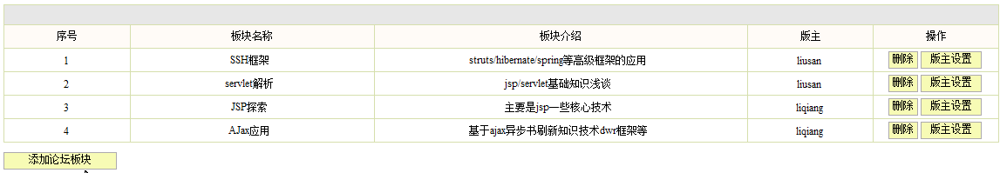 序号 板块名称 板块介绍 版主 操作
1 SSH框架 struts/hibernate/spring等高级框架的应用 liusan 删除 版主设置
2 servlet解析 jsp/servlet基础知识浅谈 liusan 删除 版主设置
3 JSP探索 主要是jsp一些核心技术 liqiang 删除 版主设置
4 AJax应用 基于ajax异步书刷新知识技术dwr框架等 liqiang 删除 版主设置
添加论坛板块